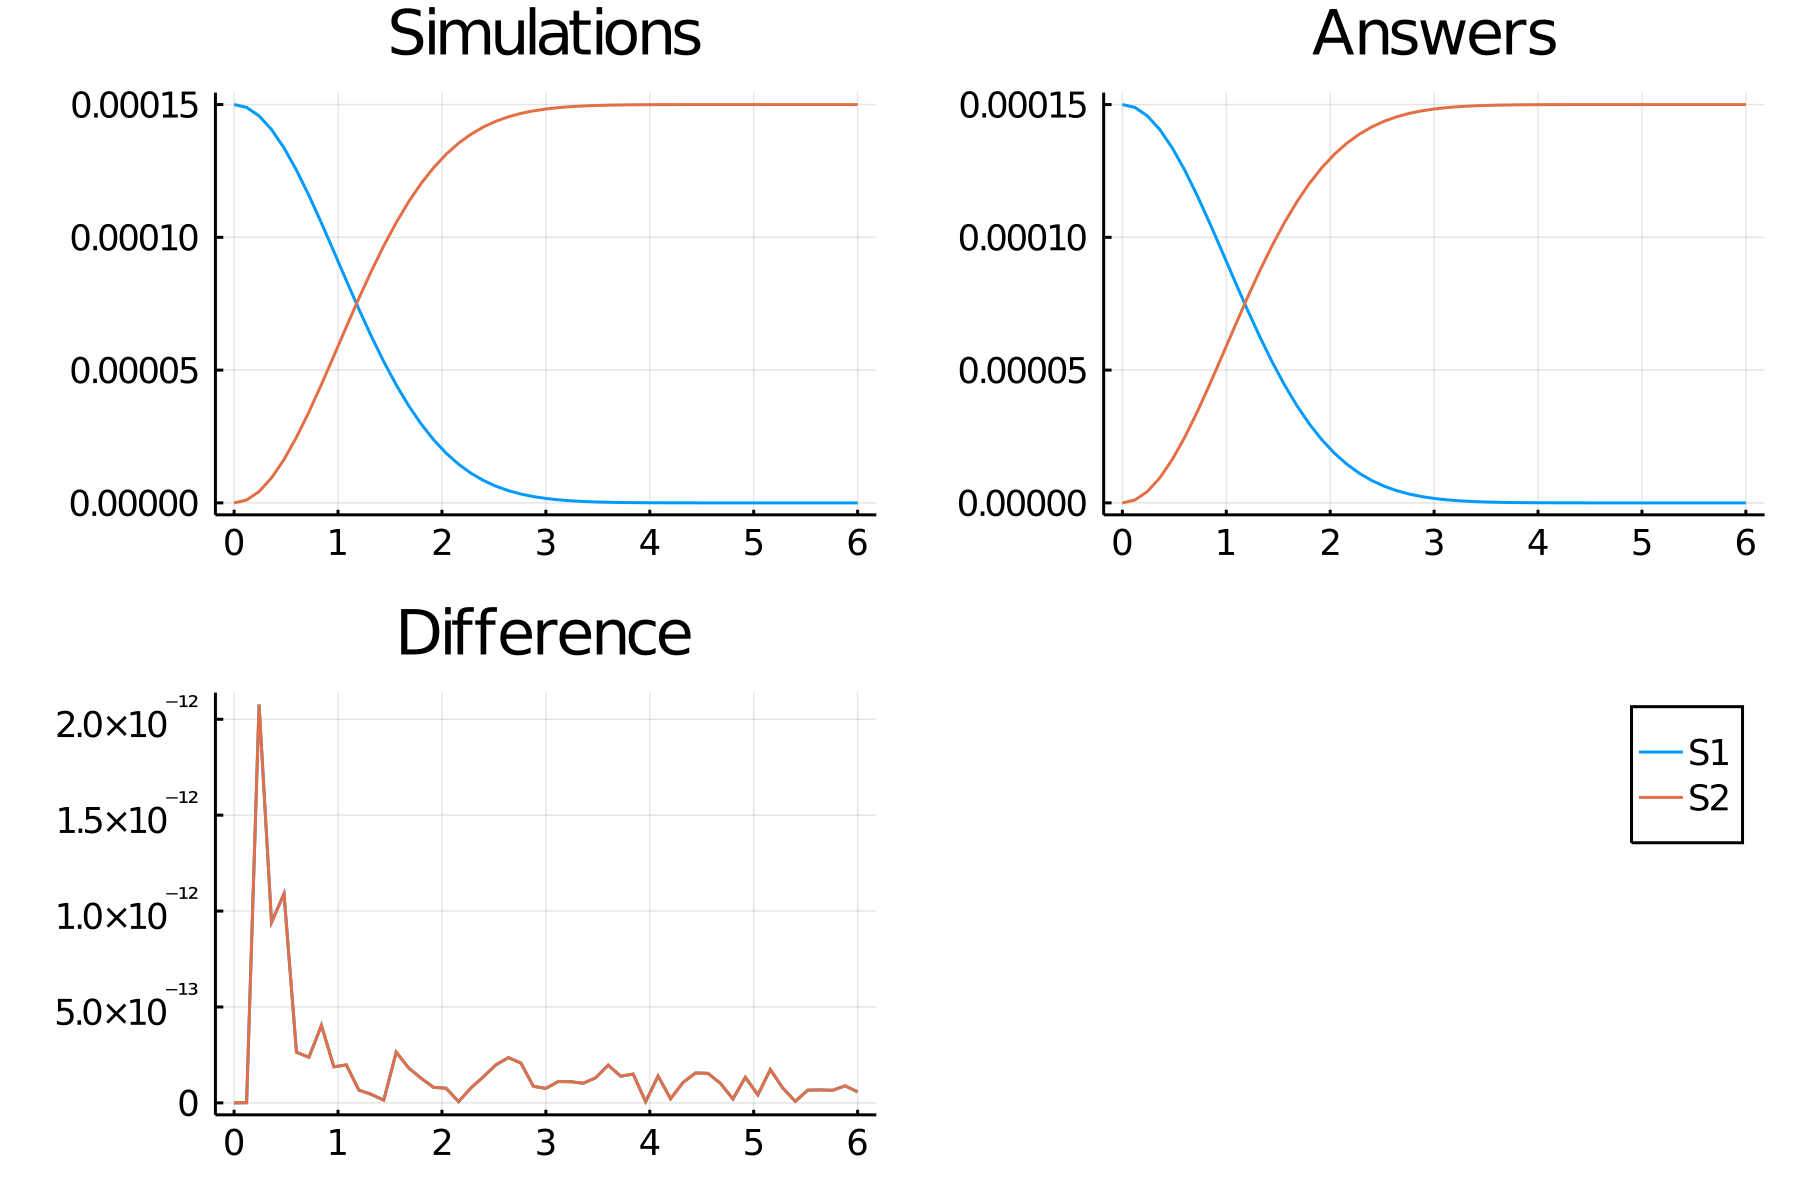 Simulations
0.00015
0.00010
0.00005
0.00000
0 1 2 3 4 5 6
Answers
0.00015
0.00010
0.00005
0.00000
0 1 2 3 4 5 6
Difference
2.0×10⁻¹²
1.5×10⁻¹²
1.0×10⁻¹²
5.0×10⁻¹³
0
0 1 2 3 4 5 6
S1
S2